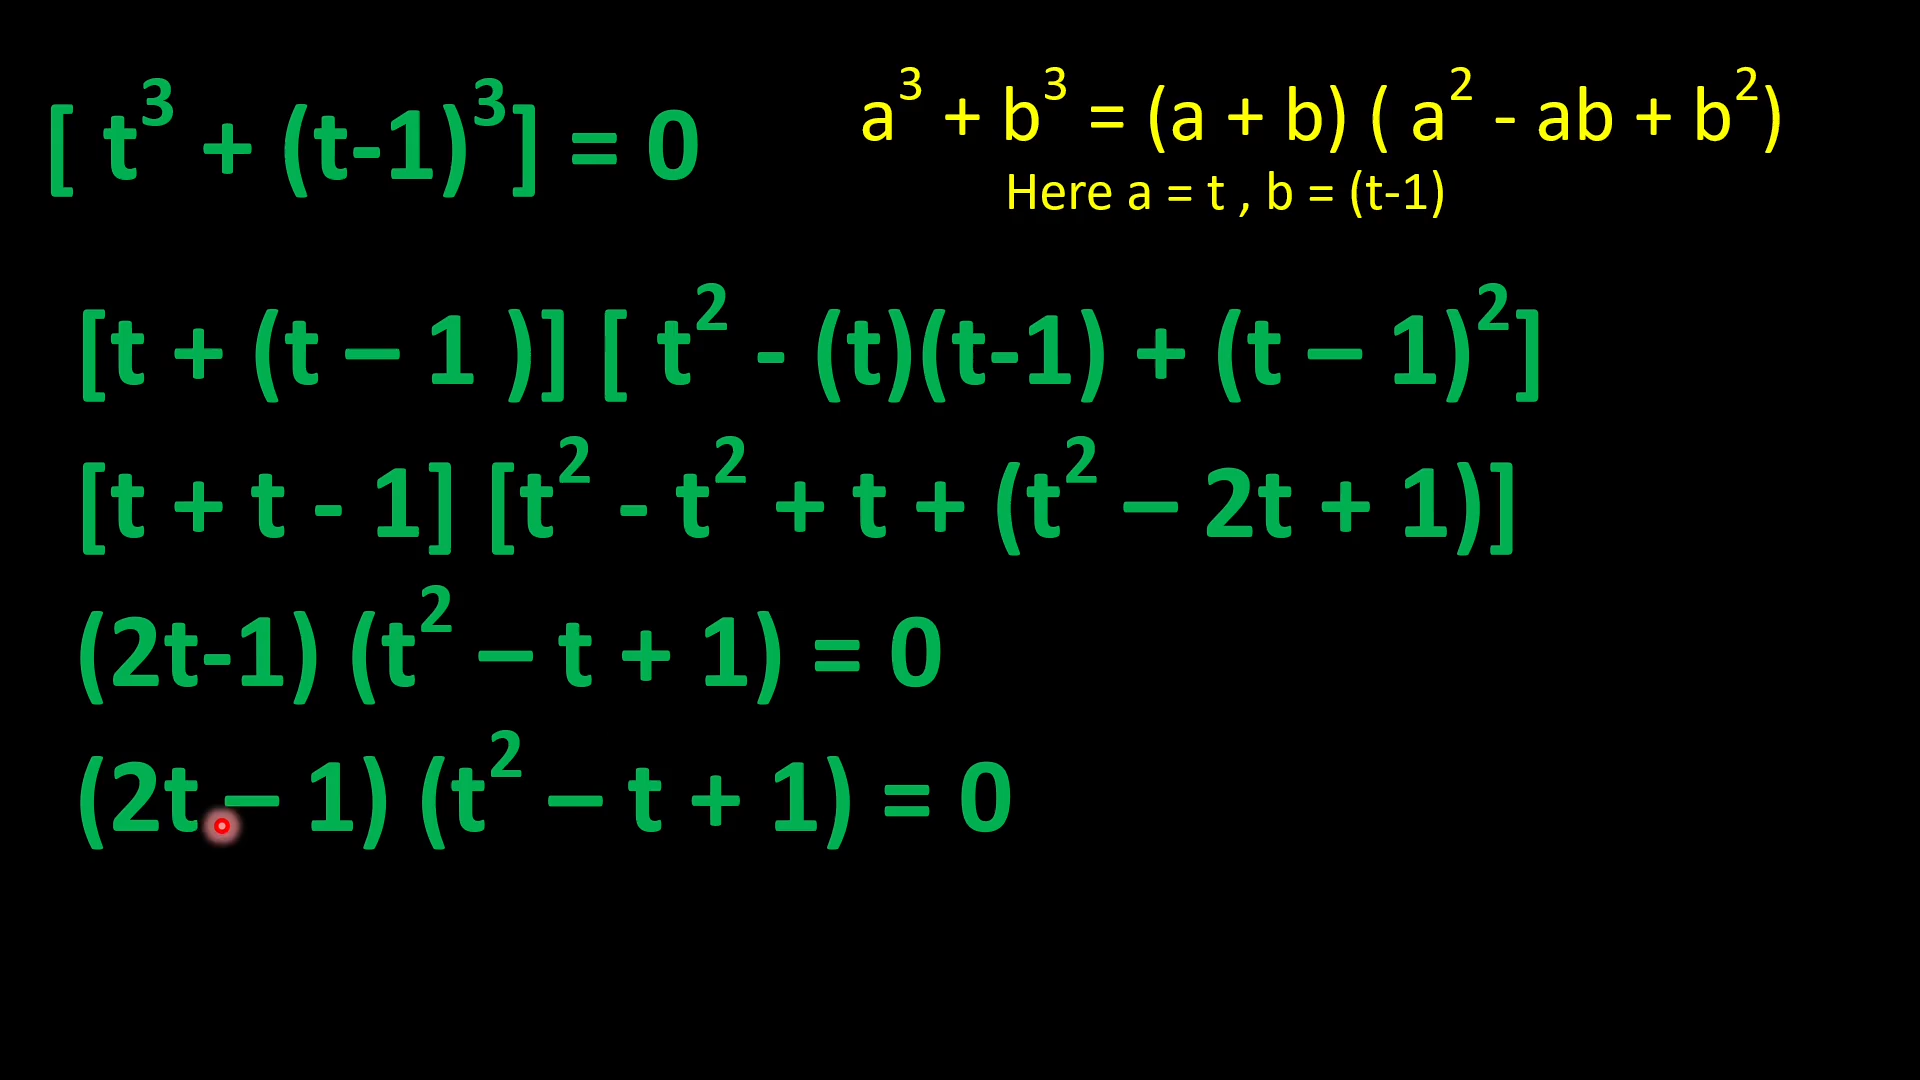 [ t³ + (t-1)³] = 0
a³ + b³ = (a + b) ( a² - ab + b²)
Here a = t , b = (t-1)
[t + (t – 1 )] [ t² - (t)(t-1) + (t – 1)²]
[t + t - 1] [t² - t² + t + (t² – 2t + 1)]
(2t-1) (t² – t + 1) = 0
(2t – 1) (t² – t + 1) = 0